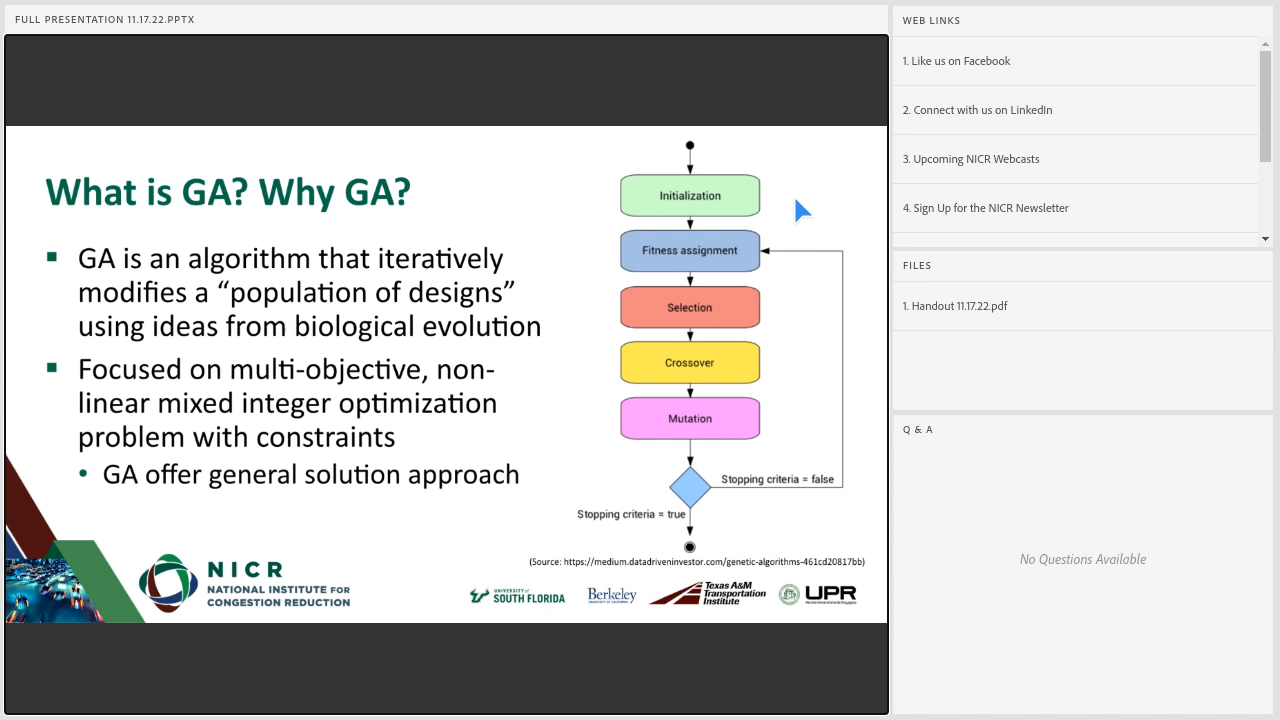 FULL PRESENTATION 11.17.22.PPTX
What is GA? Why GA?
▪ GA is an algorithm that iteratively
modifies a “population of designs”
using ideas from biological evolution
▪ Focused on multi-objective, non-
linear mixed integer optimization
problem with constraints
• GA offer general solution approach
Initialization
Fitness assignment
Selection
Crossover
Mutation
Stopping criteria = false
Stopping criteria = true
(Source: https://medium.datadriveninvestor.com/genetic-algorithms-461cd20817bb)
NICR
NATIONAL INSTITUTE FOR
CONGESTION REDUCTION
UNIVERSITY of
SOUTH FLORIDA
Berkeley
UNIVERSITY OF CALIFORNIA
Texas A&M
Transportation
Institute
UPR
WEB LINKS
1. Like us on Facebook
2. Connect with us on LinkedIn
3. Upcoming NICR Webcasts
4. Sign Up for the NICR Newsletter
FILES
1. Handout 11.17.22.pdf
Q & A
No Questions Available